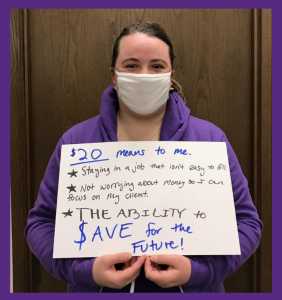 $20 means to me.
★ Staying in a job that isn't easy to fill
★ Not worrying about money so I can
focus on my client.
★ THE ABILITY to
$AVE for the
Future!